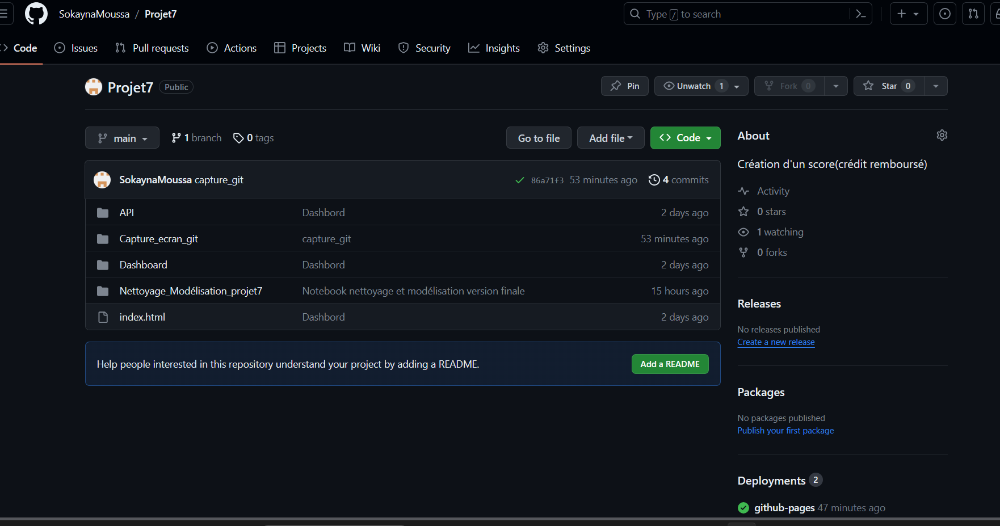 SokaynaMoussa / Projet7
Type / to search
Code Issues Pull requests Actions Projects Wiki Security Insights Settings
Projet7 Public
Pin Unwatch 1 Fork 0 Star 0
main 1 branch 0 tags Go to file Add file Code
SokaynaMoussa capture_git 86a71f3 53 minutes ago 4 commits
API Dashbord 2 days ago
Capture_ecran_git capture_git 53 minutes ago
Dashboard Dashbord 2 days ago
Nettoyage_Modélisation_projet7 Notebook nettoyage et modélisation version finale 15 hours ago
index.html Dashbord 2 days ago
Help people interested in this repository understand your project by adding a README. Add a README
About
Création d'un score(crédit remboursé)
Activity
0 stars
1 watching
0 forks
Releases
No releases published
Create a new release
Packages
No packages published
Publish your first package
Deployments 2
github-pages 47 minutes ago